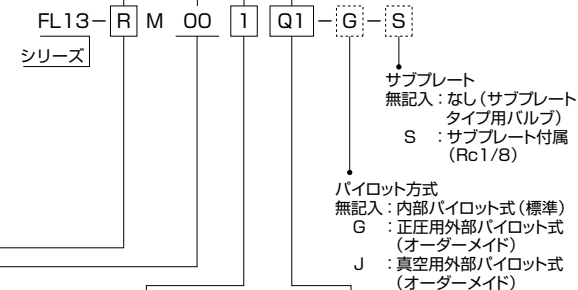 FL13-R M 00 1 Q1-G-S
シリーズ
サブプレート
無記入：なし（サブプレート
タイプ用バルブ）
S ：サブプレート付属
（Rc1/8）
パイロット方式
無記入：内部パイロット式（標準）
G ：正圧用外部パイロット式
（オーダーメイド）
J ：真空用外部パイロット式
（オーダーメイド）